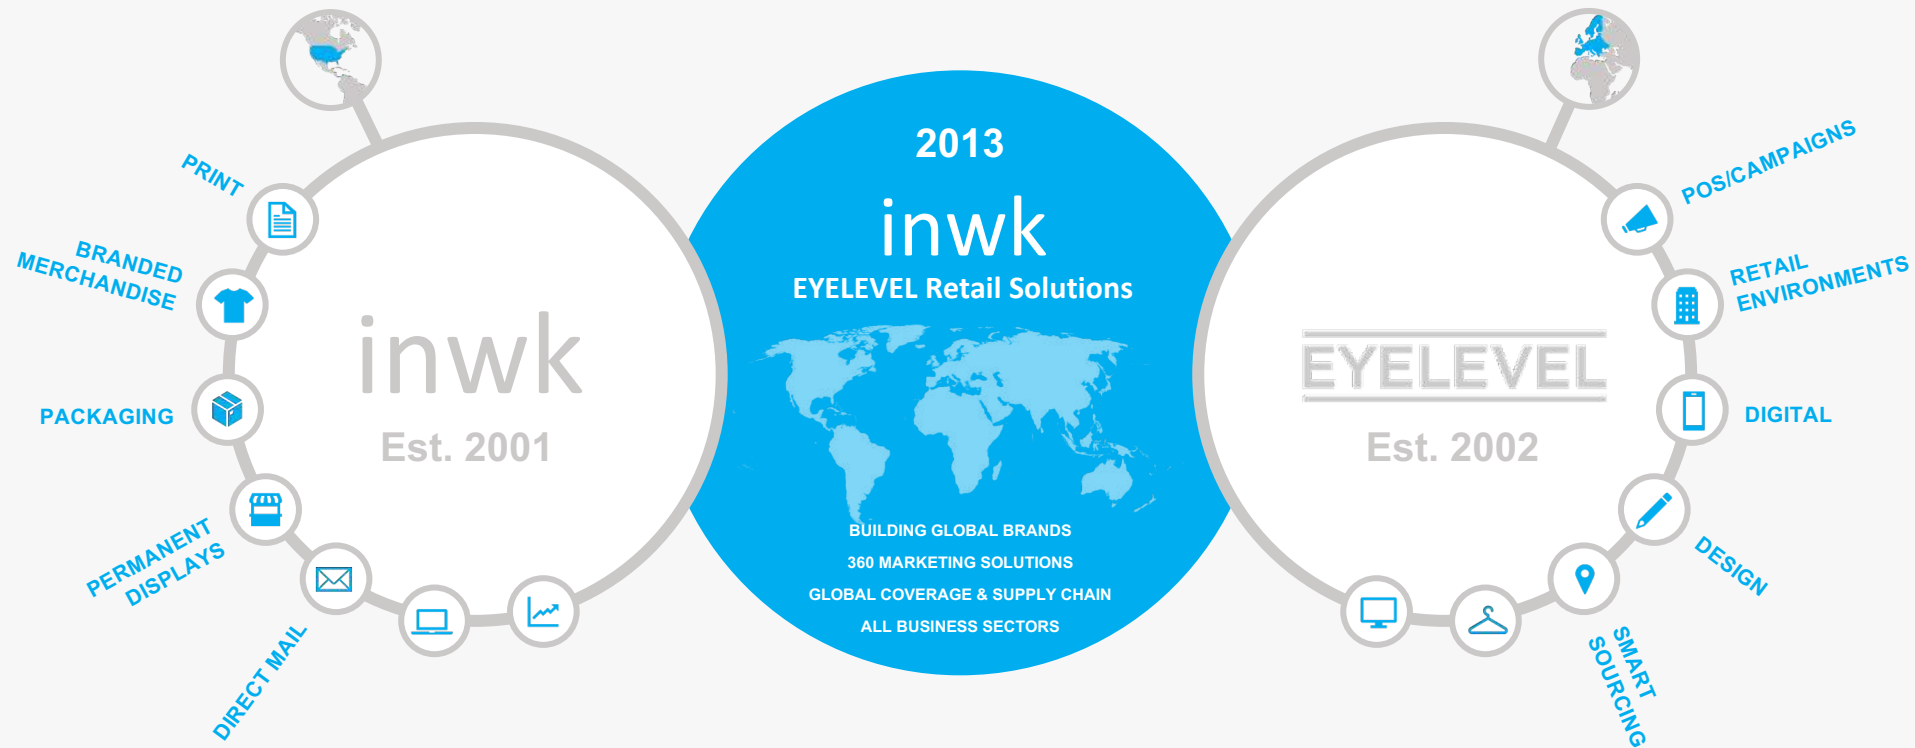 PRINT
BRANDED
MERCHANDISE
PACKAGING
PERMANENT
DISPLAYS
DIRECT MAIL
inwk
Est. 2001
2013
inwk
EYELEVEL Retail Solutions
BUILDING GLOBAL BRANDS
360 MARKETING SOLUTIONS
GLOBAL COVERAGE & SUPPLY CHAIN
ALL BUSINESS SECTORS
EYELEVEL
Est. 2002
POS/CAMPAIGNS
RETAIL
ENVIRONMENTS
DIGITAL
DESIGN
SMART
SOURCING